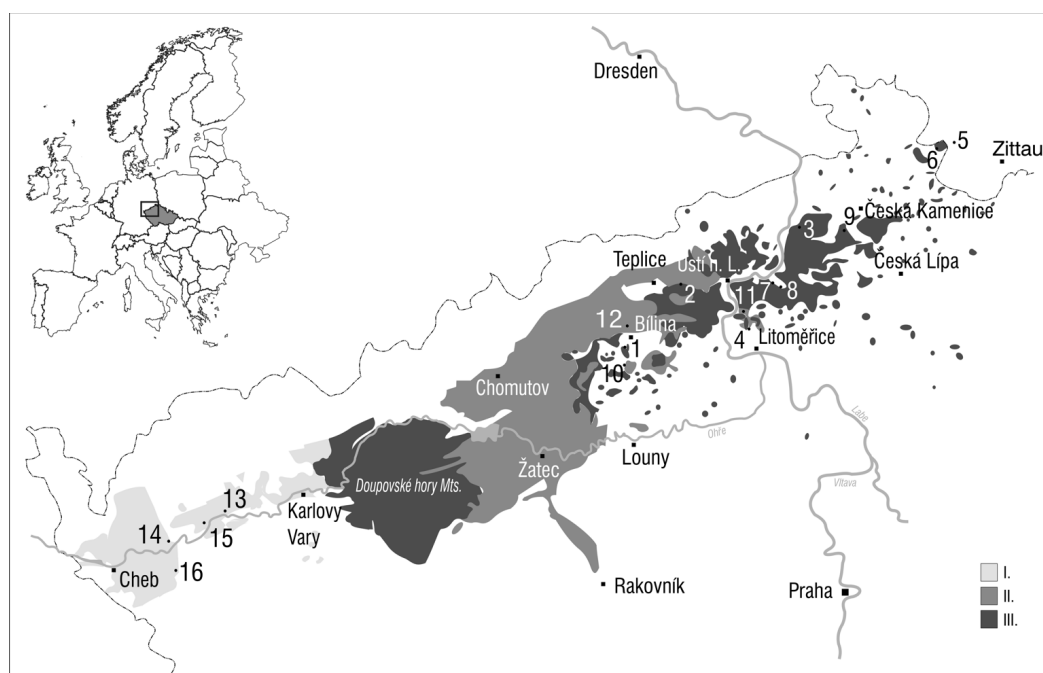 Dresden
5
6
Zittau
9
Česká Kamenice
3
Teplice
Ústí n. L.
Česká Lípa
2
7
8
11
12
Bílina
1
4
Litoměřice
10
Chomutov
Labe
Ohře
Louny
Žatec
Doupovské hory Mts.
Vltava
13
Karlovy
Vary
14
15
Cheb
16
Rakovník
Praha
I.
II.
III.